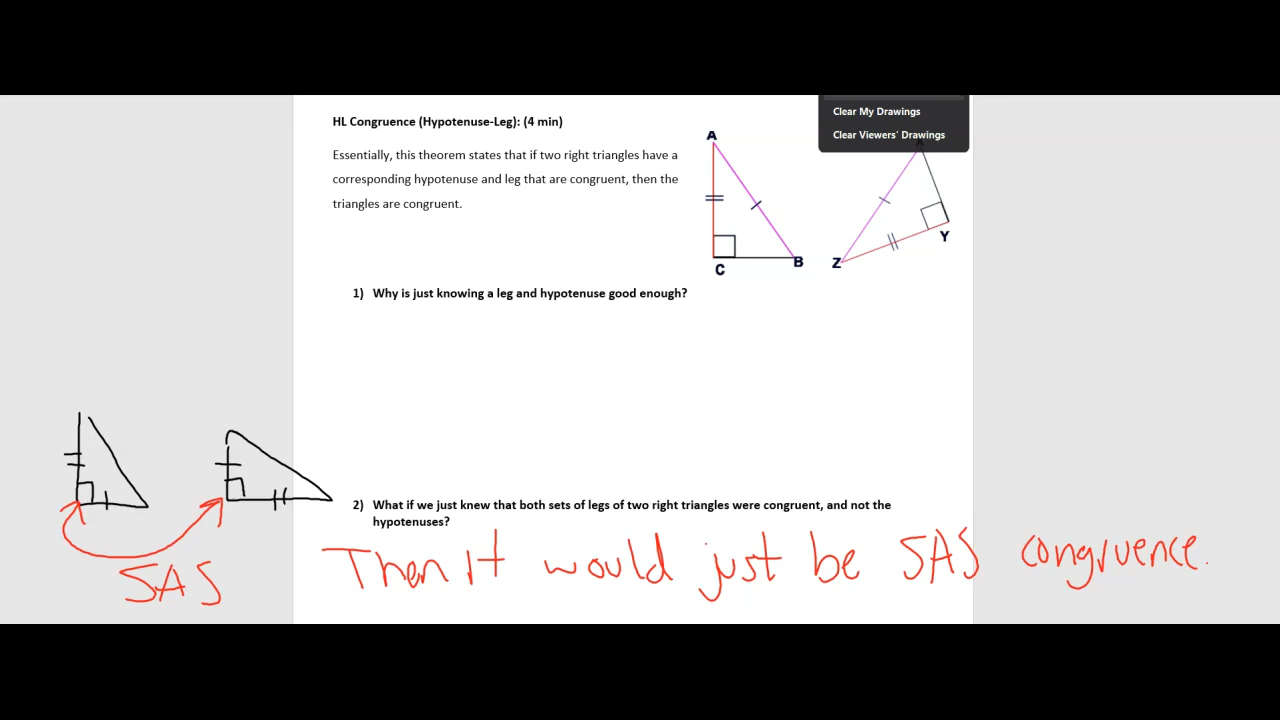 Clear My Drawings
Clear Viewers' Drawings
HL Congruence (Hypotenuse-Leg): (4 min)
Essentially, this theorem states that if two right triangles have a
corresponding hypotenuse and leg that are congruent, then the
triangles are congruent.
A
C
B
Z
Y
1) Why is just knowing a leg and hypotenuse good enough?
2) What if we just knew that both sets of legs of two right triangles were congruent, and not the
hypotenuses?
Then it would just be SAS congruence.
SAS